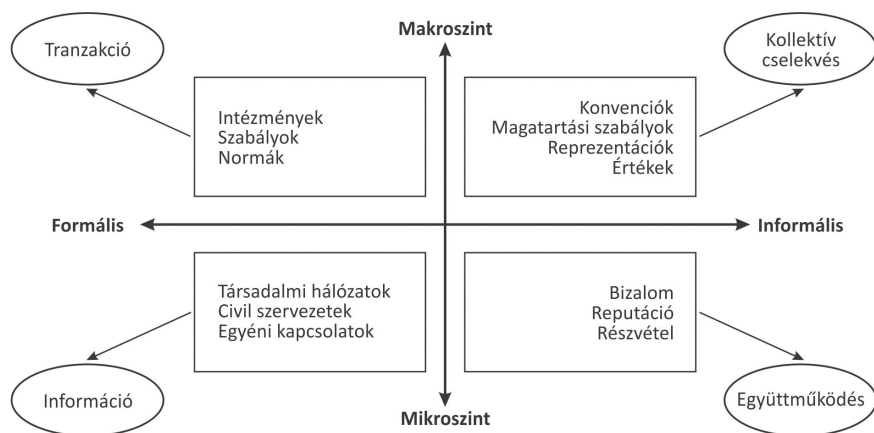 Tranzakció
Makroszint
Kollektív
cselekvés
Intézmények
Szabályok
Normák
Konvenciók
Magatartási szabályok
Reprezentációk
Értékek
Formális
Informális
Társadalmi hálózatok
Civil szervezetek
Egyéni kapcsolatok
Bizalom
Reputáció
Részvétel
Információ
Mikroszint
Együttműködés